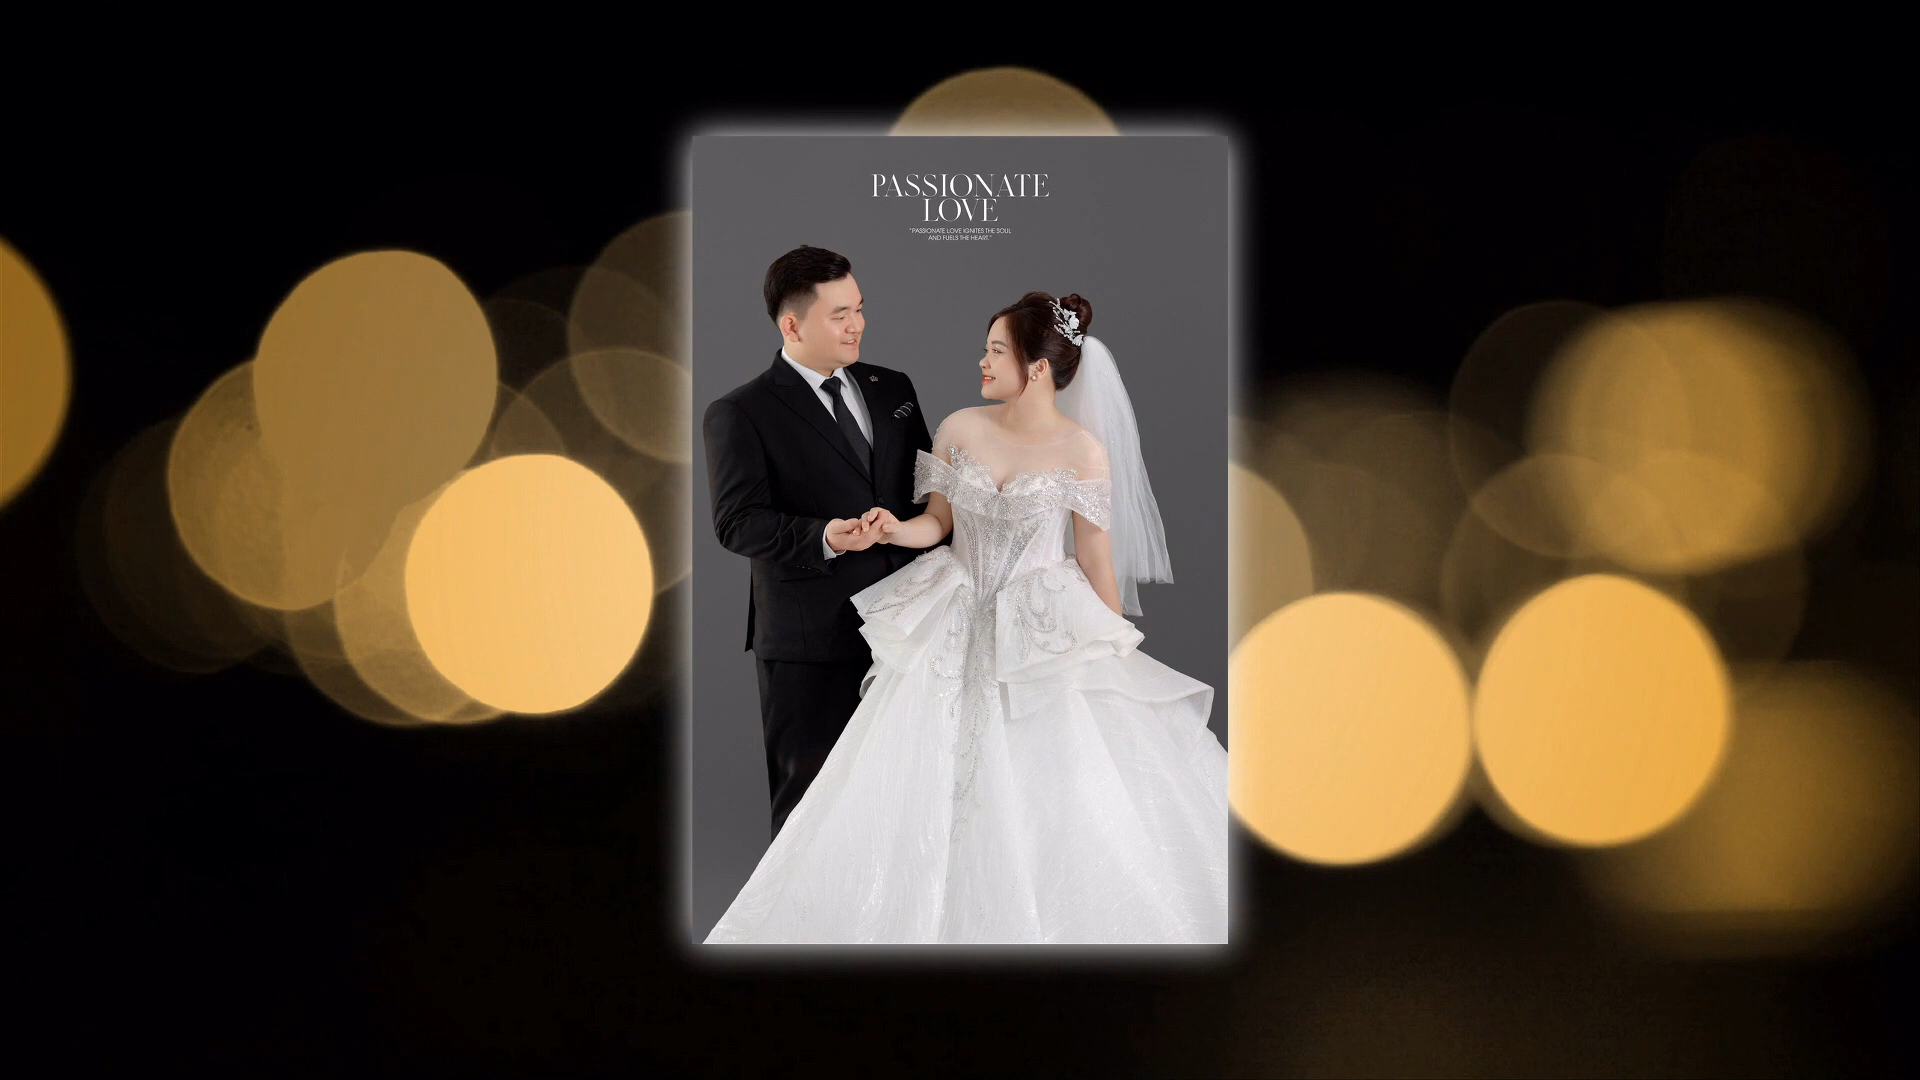 PASSIONATE
LOVE
"PASSIONATE LOVE IGNITES THE SOUL
AND FUELS THE HEART."